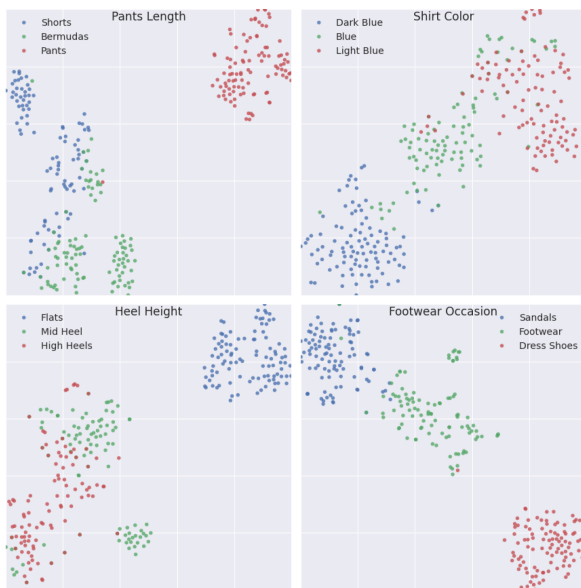 Pants Length
Shorts
Bermudas
Pants
Shirt Color
Dark Blue
Blue
Light Blue
Heel Height
Flats
Mid Heel
High Heels
Footwear Occasion
Sandals
Footwear
Dress Shoes